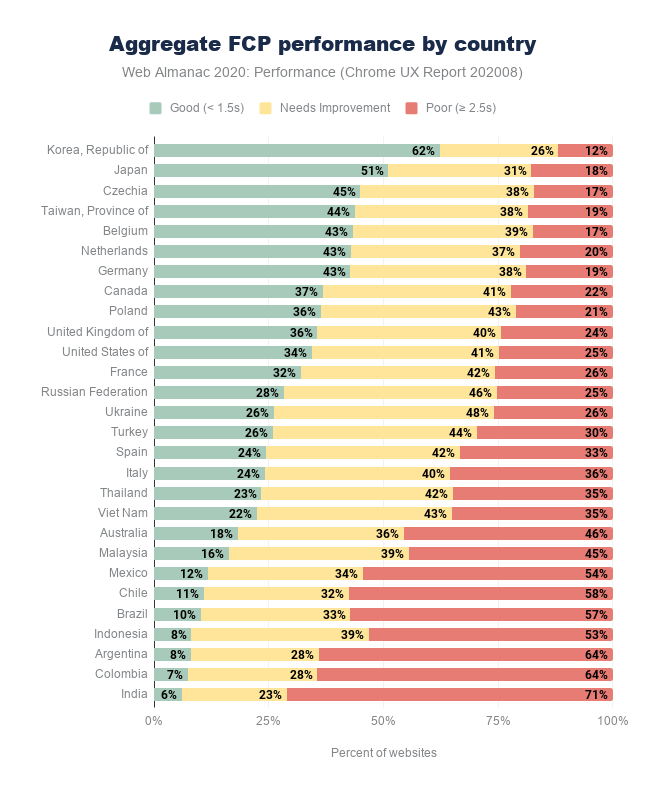 Aggregate FCP performance by country
Web Almanac 2020: Performance (Chrome UX Report 202008)
Good (< 1.5s) Needs Improvement Poor (≥ 2.5s)
Korea, Republic of 62% 26% 12%
Japan 51% 31% 18%
Czechia 45% 38% 17%
Taiwan, Province of 44% 38% 19%
Belgium 43% 39% 17%
Netherlands 43% 37% 20%
Germany 43% 38% 19%
Canada 37% 41% 22%
Poland 36% 43% 21%
United Kingdom of 36% 40% 24%
United States of 34% 41% 25%
France 32% 42% 26%
Russian Federation 28% 46% 25%
Ukraine 26% 48% 26%
Turkey 26% 44% 30%
Spain 24% 42% 33%
Italy 24% 40% 36%
Thailand 23% 42% 35%
Viet Nam 22% 43% 35%
Australia 18% 36% 46%
Malaysia 16% 39% 45%
Mexico 12% 34% 54%
Chile 11% 32% 58%
Brazil 10% 33% 57%
Indonesia 8% 39% 53%
Argentina 8% 28% 64%
Colombia 7% 28% 64%
India 6% 23% 71%
0% 25% 50% 75% 100%
Percent of websites